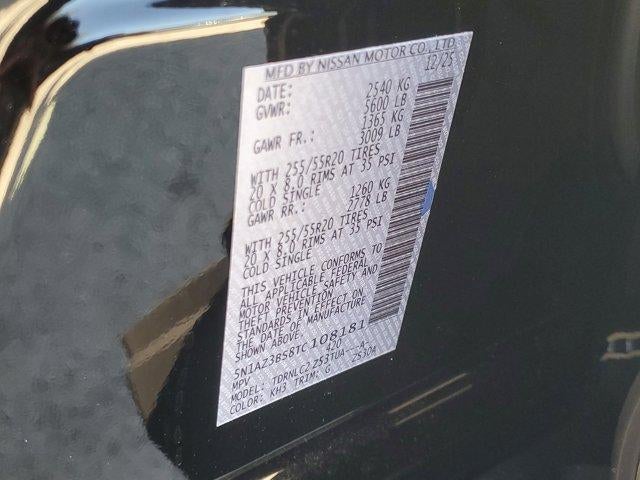 MFD BY NISSAN MOTOR CO., LTD
DATE: 12/25
GVWR: 2540 KG
5600 LB
GAWR FR.: 1365 KG
3009 LB
WITH 255/55R20 TIRES
20 X 8.0 RIMS AT 35 PSI
COLD SINGLE
GAWR RR.: 1260 KG
2778 LB
WITH 255/55R20 TIRES
20 X 8.0 RIMS AT 35 PSI
COLD SINGLE
THIS VEHICLE CONFORMS TO
ALL APPLICABLE FEDERAL
MOTOR VEHICLE SAFETY AND
THEFT PREVENTION
STANDARDS IN EFFECT ON
THE DATE OF MANUFACTURE
SHOWN ABOVE.
5N1AZ3BS8TC108181
MPV 420
MODEL: TDRNLC2 Z53TUA -A-
COLOR: KH3 TRIM: G Z530A